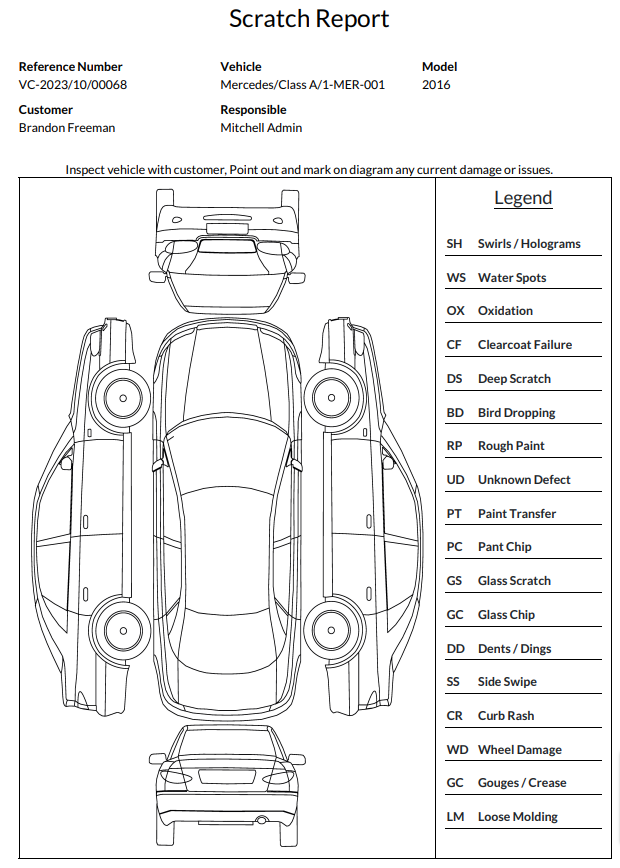 Scratch Report
Reference Number Vehicle Model
VC-2023/10/00068 Mercedes/Class A/1-MER-001 2016
Customer Responsible
Brandon Freeman Mitchell Admin
Inspect vehicle with customer, Point out and mark on diagram any current damage or issues.
Legend
SH Swirls / Holograms
WS Water Spots
OX Oxidation
CF Clearcoat Failure
DS Deep Scratch
BD Bird Dropping
RP Rough Paint
UD Unknown Defect
PT Paint Transfer
PC Pant Chip
GS Glass Scratch
GC Glass Chip
DD Dents / Dings
SS Side Swipe
CR Curb Rash
WD Wheel Damage
GC Gouges / Crease
LM Loose Molding